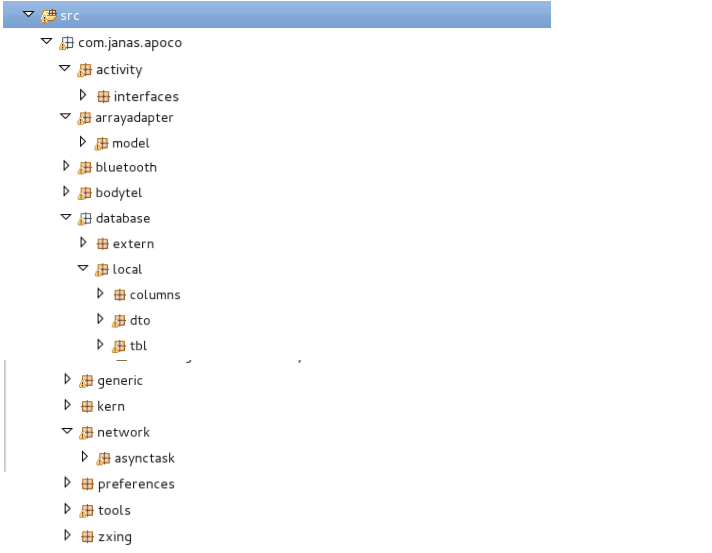 src
com.janas.apoco
activity
interfaces
arrayadapter
model
bluetooth
bodytel
database
extern
local
columns
dto
tbl
generic
kern
network
asynctask
preferences
tools
zxing